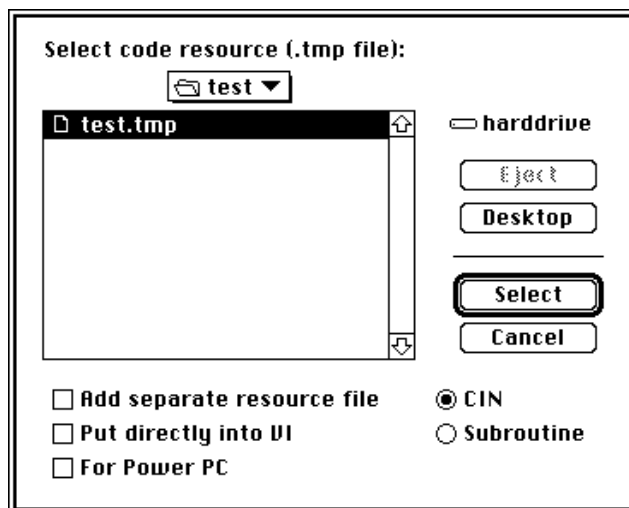 Select code resource (.tmp file):
test
test.tmp
harddrive
Eject
Desktop
Select
Cancel
Add separate resource file
CIN
Put directly into VI
Subroutine
For Power PC